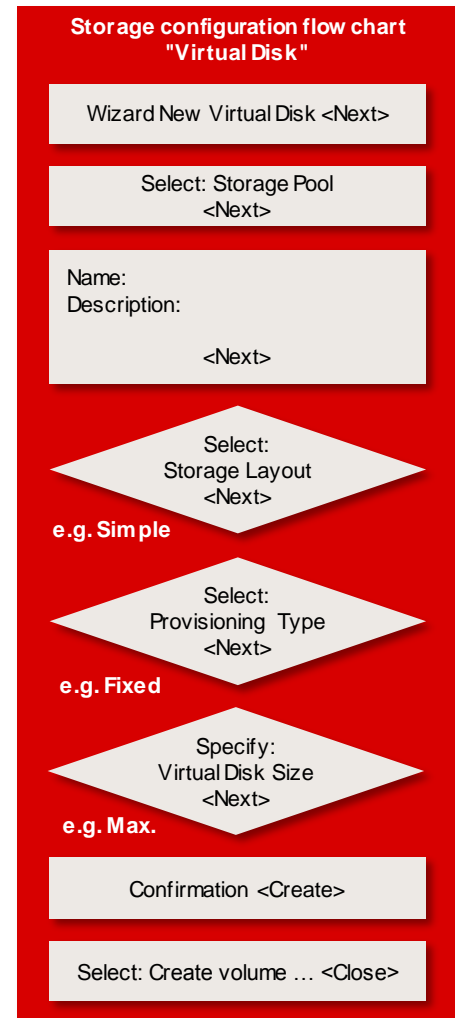 Storage configuration flow chart
"Virtual Disk"
Wizard New Virtual Disk <Next>
Select: Storage Pool
<Next>
Name:
Description:
<Next>
Select:
Storage Layout
<Next>
e.g. Simple
Select:
Provisioning Type
<Next>
e.g. Fixed
Specify:
Virtual Disk Size
<Next>
e.g. Max.
Confirmation <Create>
Select: Create volume … <Close>